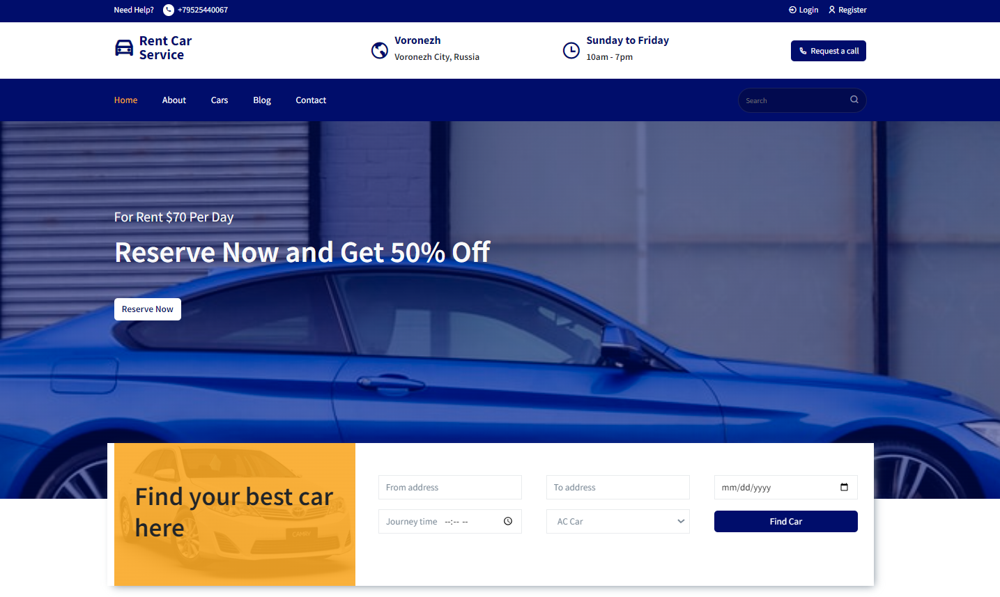 Need Help? +79525440067
Login Register
Rent Car
Service
Voronezh
Voronezh City, Russia
Sunday to Friday
10am - 7pm
Request a call
Home About Cars Blog Contact
Search
For Rent $70 Per Day
Reserve Now and Get 50% Off
Reserve Now
Find your best car
here
CAMRY
From address
To address
mm/dd/yyyy
Journey time --:-- --
AC Car
Find Car